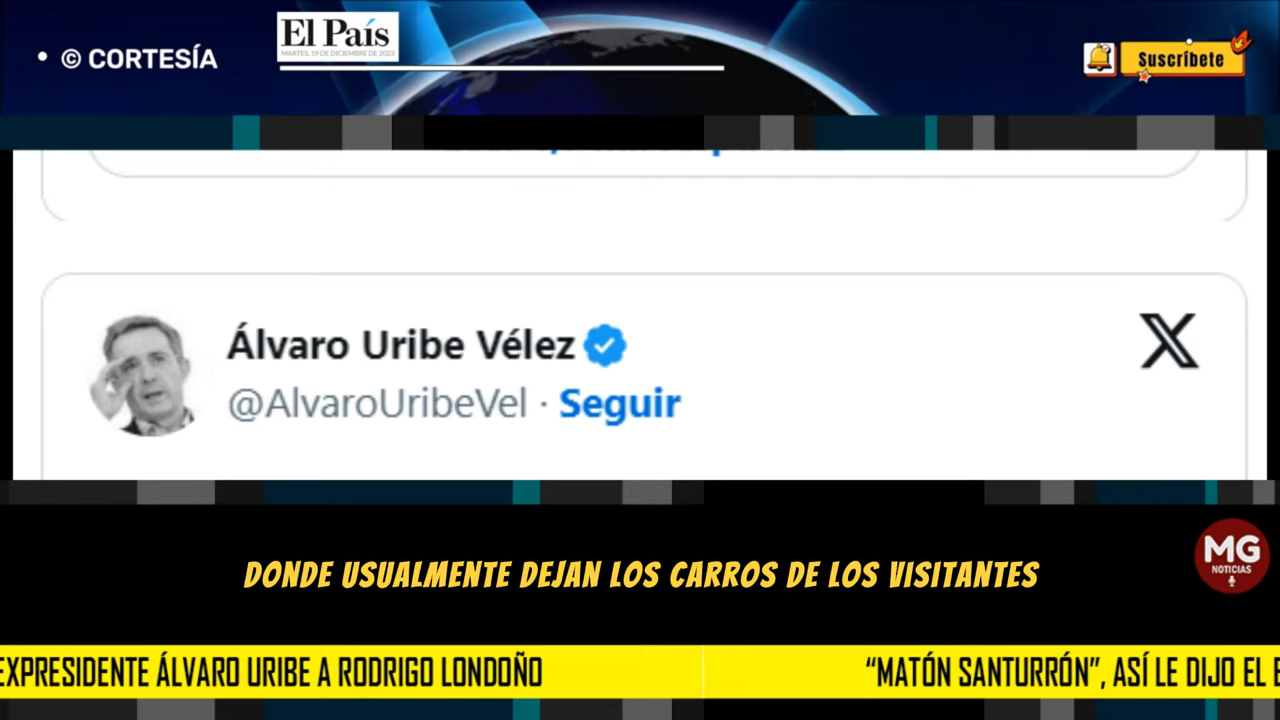 • © CORTESÍA
El País
MARTES, 19 DE DICIEMBRE DE 2023
Suscríbete
Álvaro Uribe Vélez
@AlvaroUribeVel · Seguir
DONDE USUALMENTE DEJAN LOS CARROS DE LOS VISITANTES
MG
NOTICIAS
EXPRESIDENTE ÁLVARO URIBE A RODRIGO LONDOÑO
“MATÓN SANTURRÓN”, ASÍ LE DIJO EL